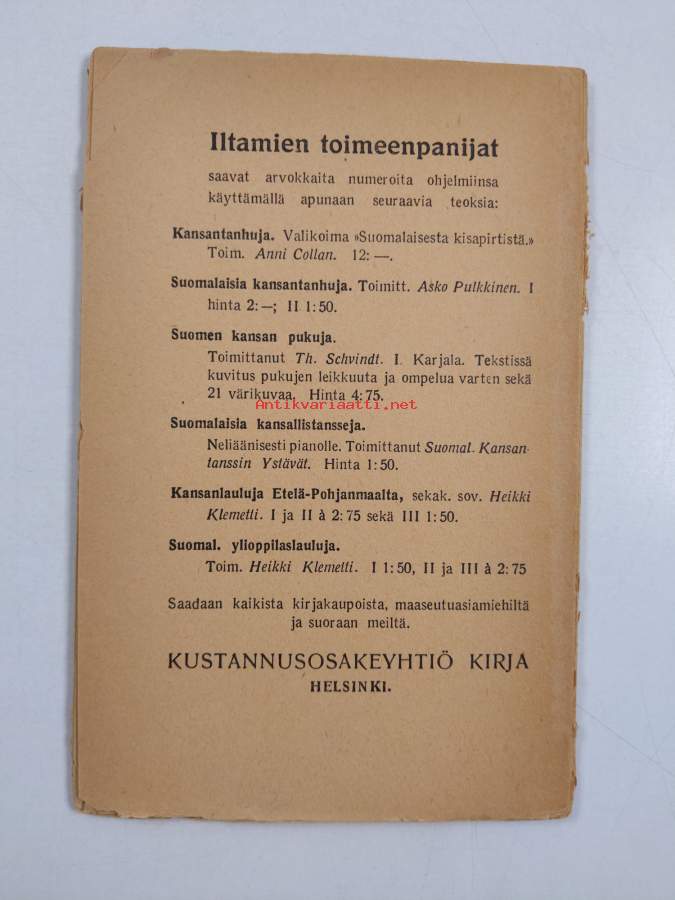 Iltamien toimeenpanijat
saavat arvokkaita numeroita ohjelmiinsa
käyttämällä apunaan seuraavia teoksia:
Kansantanhuja. Valikoima »Suomalaisesta kisapirtistä.»
Toim. Anni Collan. 12: —.
Suomalaisia kansantanhuja. Toimitt. Asko Pulkkinen. I
hinta 2: —; II 1: 50.
Suomen kansan pukuja.
Toimittanut Th. Schvindt. I. Karjala. Tekstissä
kuvitus pukujen leikkuuta ja ompelua varten sekä
21 värikuvaa. Hinta 4: 75.
Antikvariaatti.net
Suomalaisia kansallistansseja.
Neliäänisesti pianolle. Toimittanut Suomal. Kansan-
tanssin Ystävät. Hinta 1: 50.
Kansanlauluja Etelä-Pohjanmaalta, sekak. sov. Heikki
Klemetti. I ja II à 2: 75 sekä III 1: 50.
Suomal. ylioppilaslauluja.
Toim. Heikki Klemetti. I 1: 50, II ja III à 2: 75
Saadaan kaikista kirjakaupoista, maaseutuasiamiehiltä
ja suoraan meiltä.
KUSTANNUSOSAKEYHTIÖ KIRJA
HELSINKI.